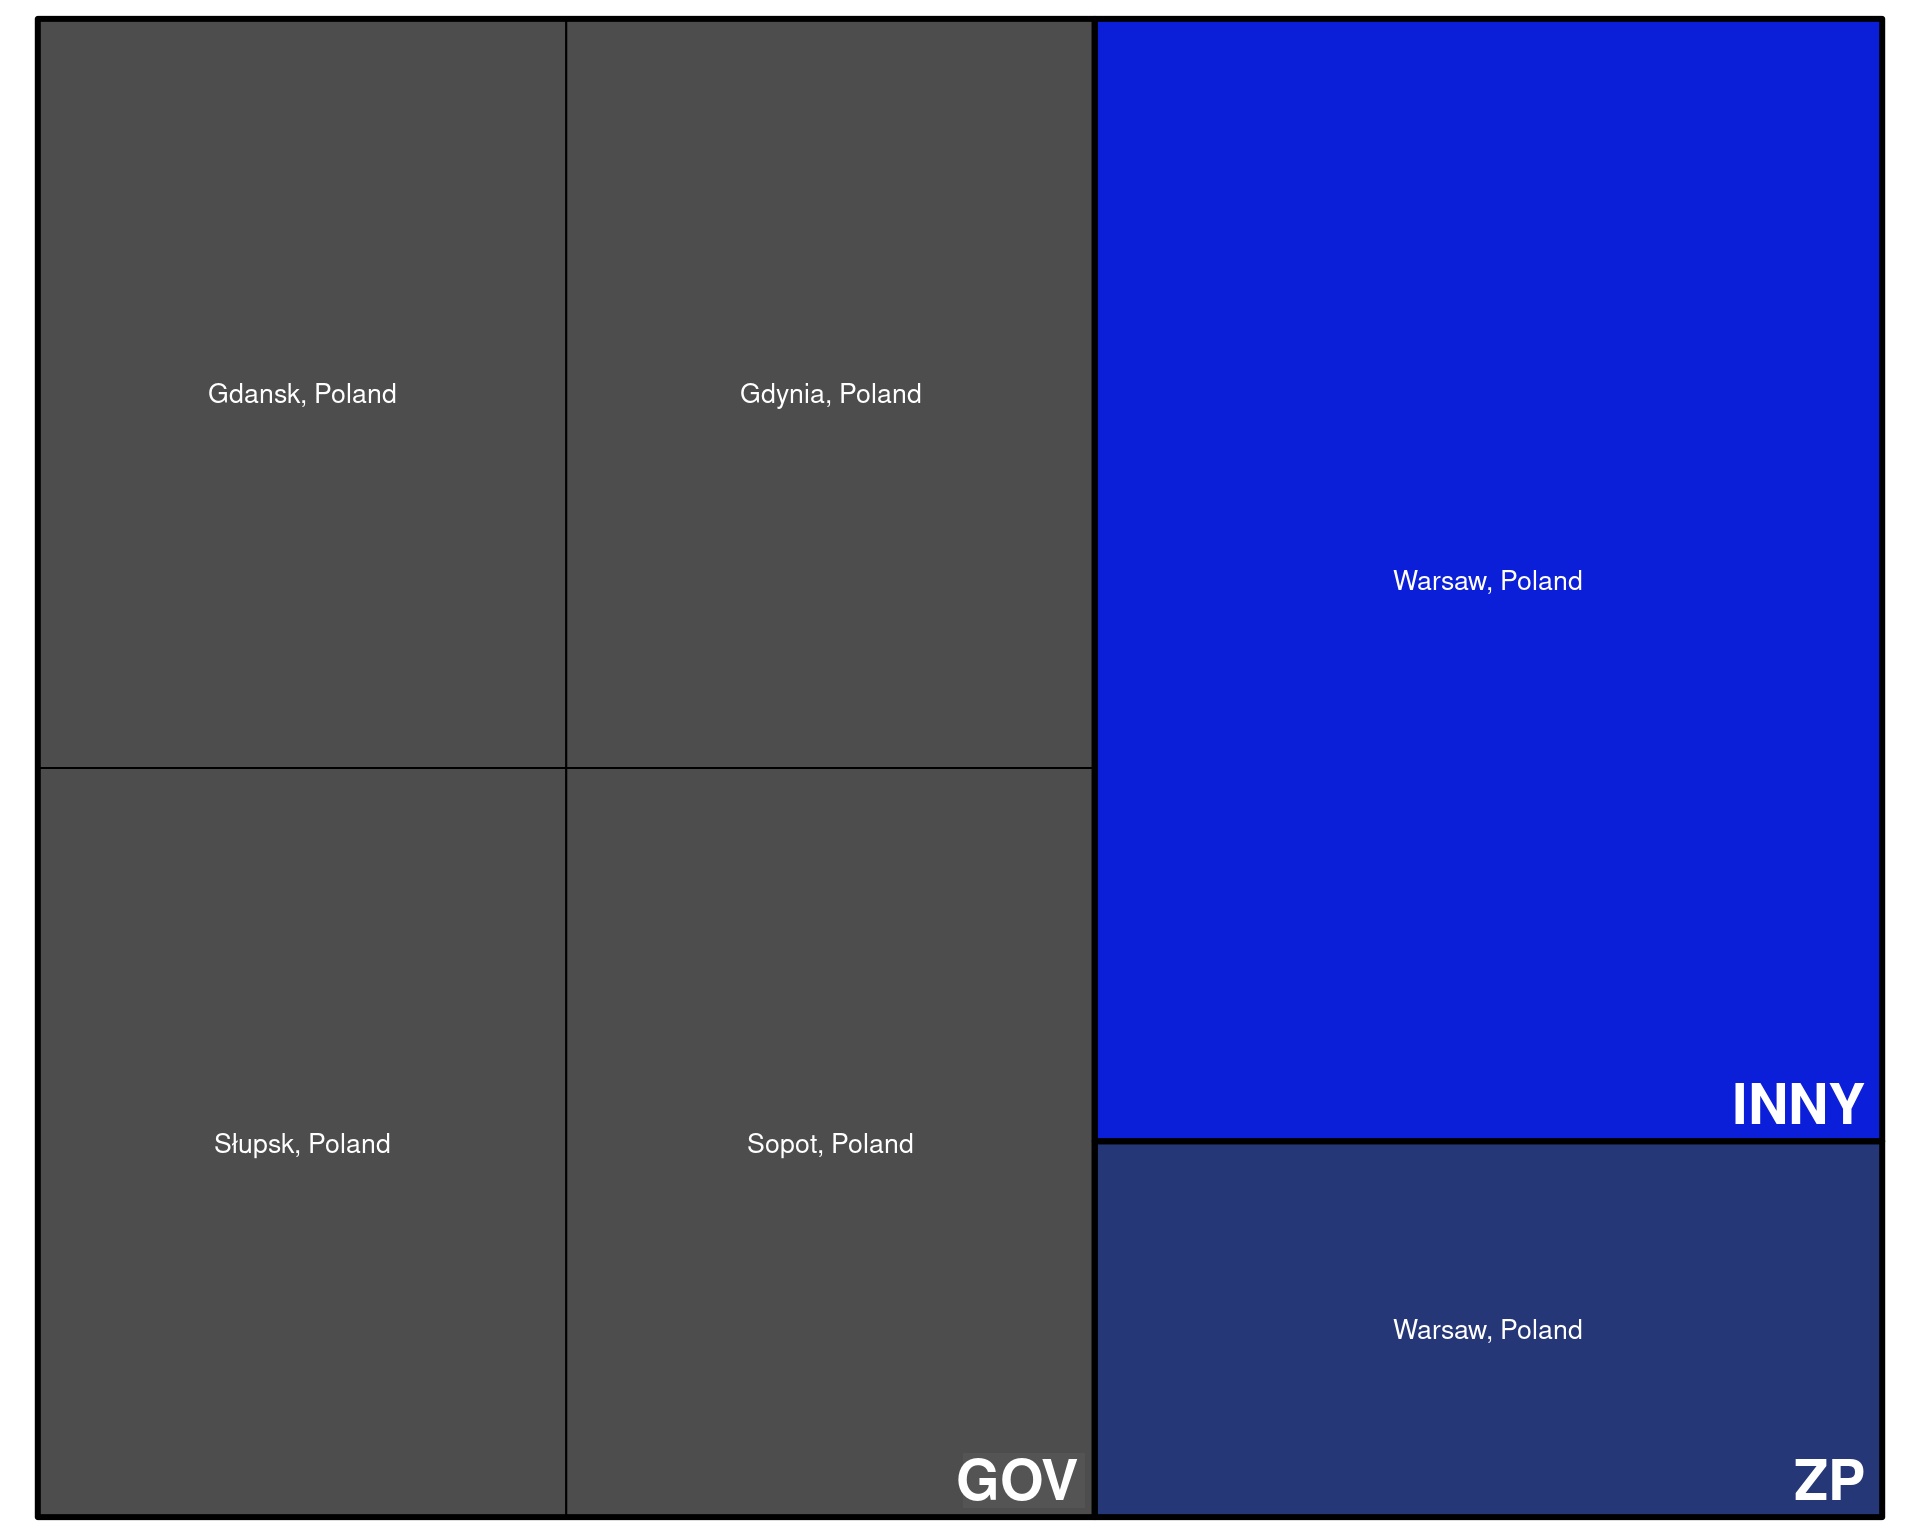 Gdansk, Poland
Gdynia, Poland
Słupsk, Poland
Sopot, Poland
GOV
Warsaw, Poland
INNY
Warsaw, Poland
ZP